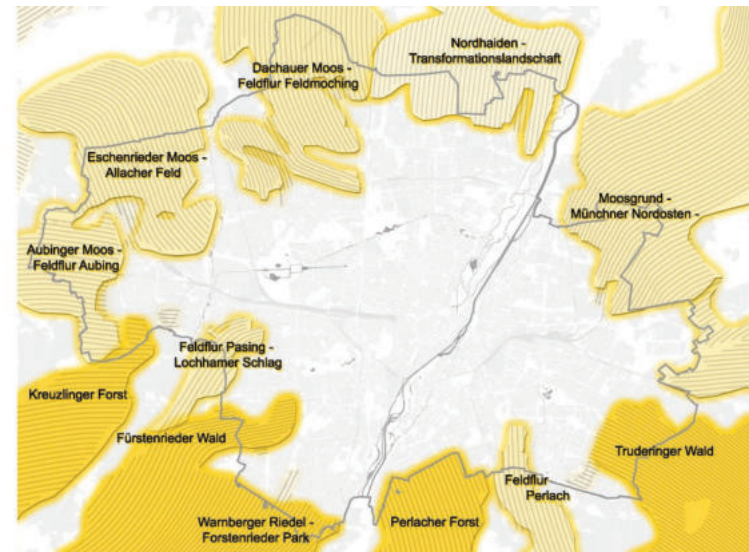 Nordhaiden -
Transformationslandschaft
Dachauer Moos -
Feldflur Feldmoching
Eschenrieder Moos -
Allacher Feld
Moosgrund -
Münchner Nordosten -
Aubinger Moos -
Feldflur Aubing
Feldflur Pasing -
Lochhamer Schlag
Kreuzlinger Forst
Fürstenrieder Wald
Truderinger Wald
Feldflur
Perlach
Warnberger Riedel -
Forstenrieder Park
Perlacher Forst